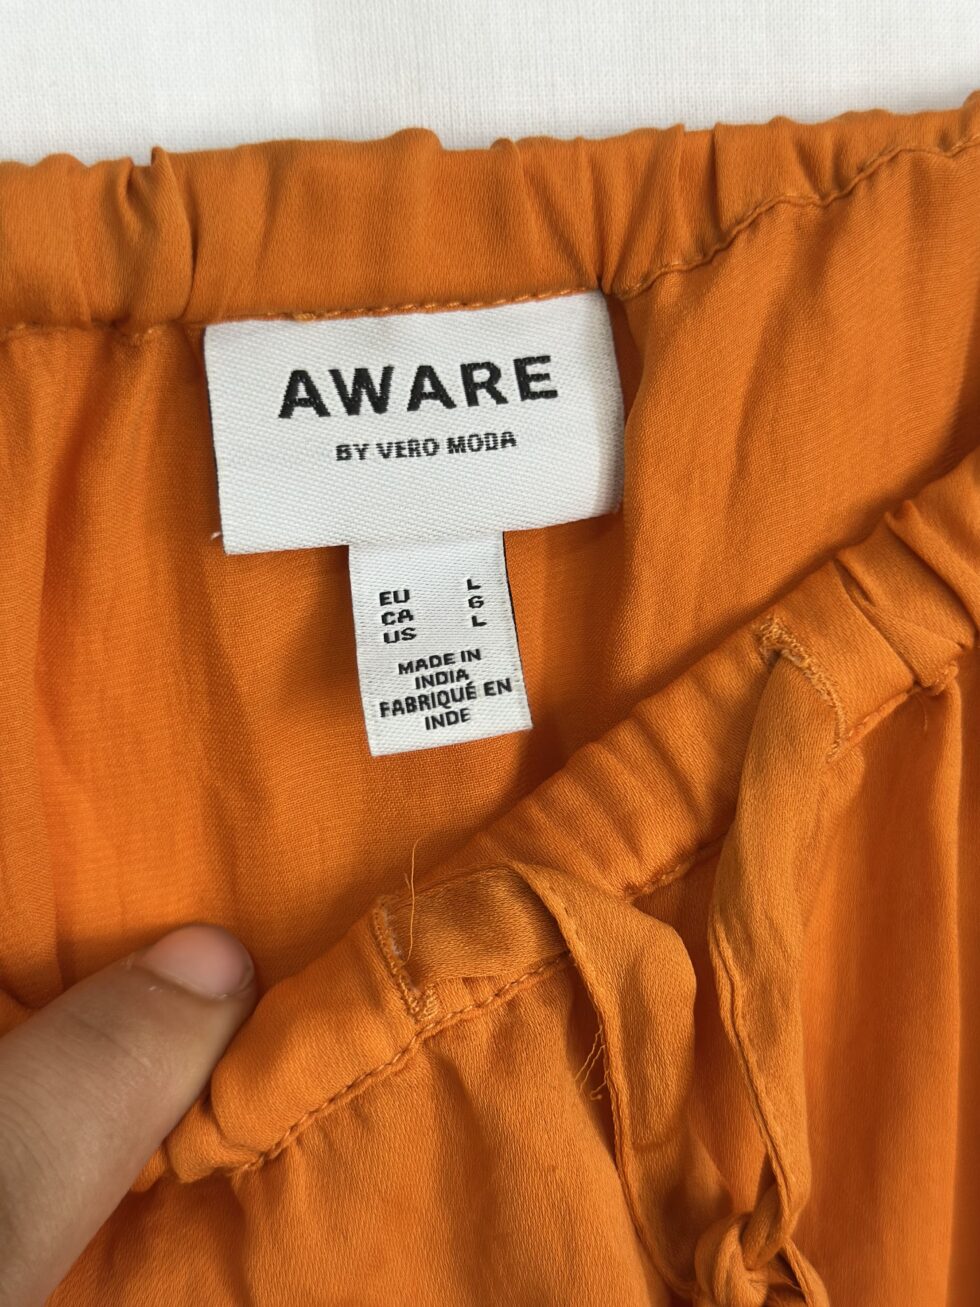 AWARE
BY VERO MODA
EU L
CA G
US L
MADE IN
INDIA
FABRIQUÉ EN
INDE